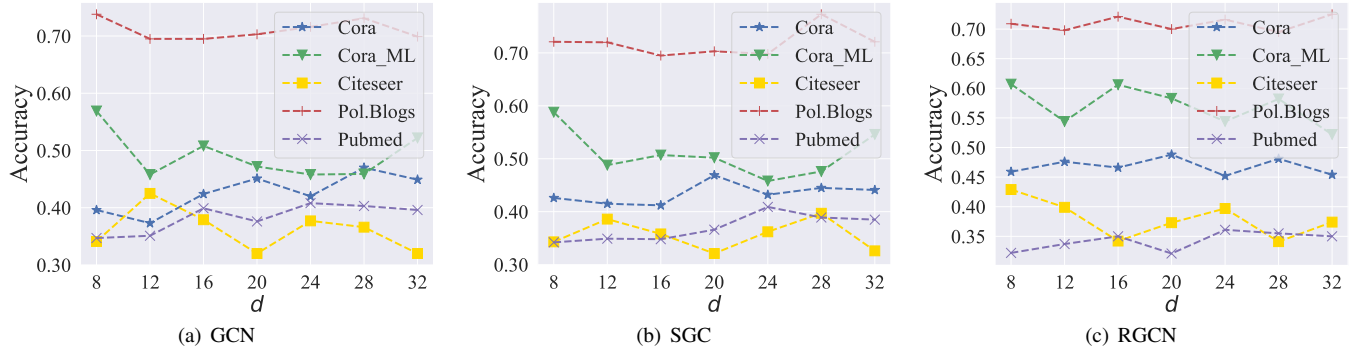 Accuracy
0.70
0.60
0.50
0.40
0.30
8 12 16 20 24 28 32
d
Cora
Cora_ML
Citeseer
Pol.Blogs
Pubmed
(a) GCN
Accuracy
0.70
0.60
0.50
0.40
0.30
8 12 16 20 24 28 32
d
Cora
Cora_ML
Citeseer
Pol.Blogs
Pubmed
(b) SGC
Accuracy
0.70
0.65
0.60
0.55
0.50
0.45
0.40
0.35
8 12 16 20 24 28 32
d
Cora
Cora_ML
Citeseer
Pol.Blogs
Pubmed
(c) RGCN